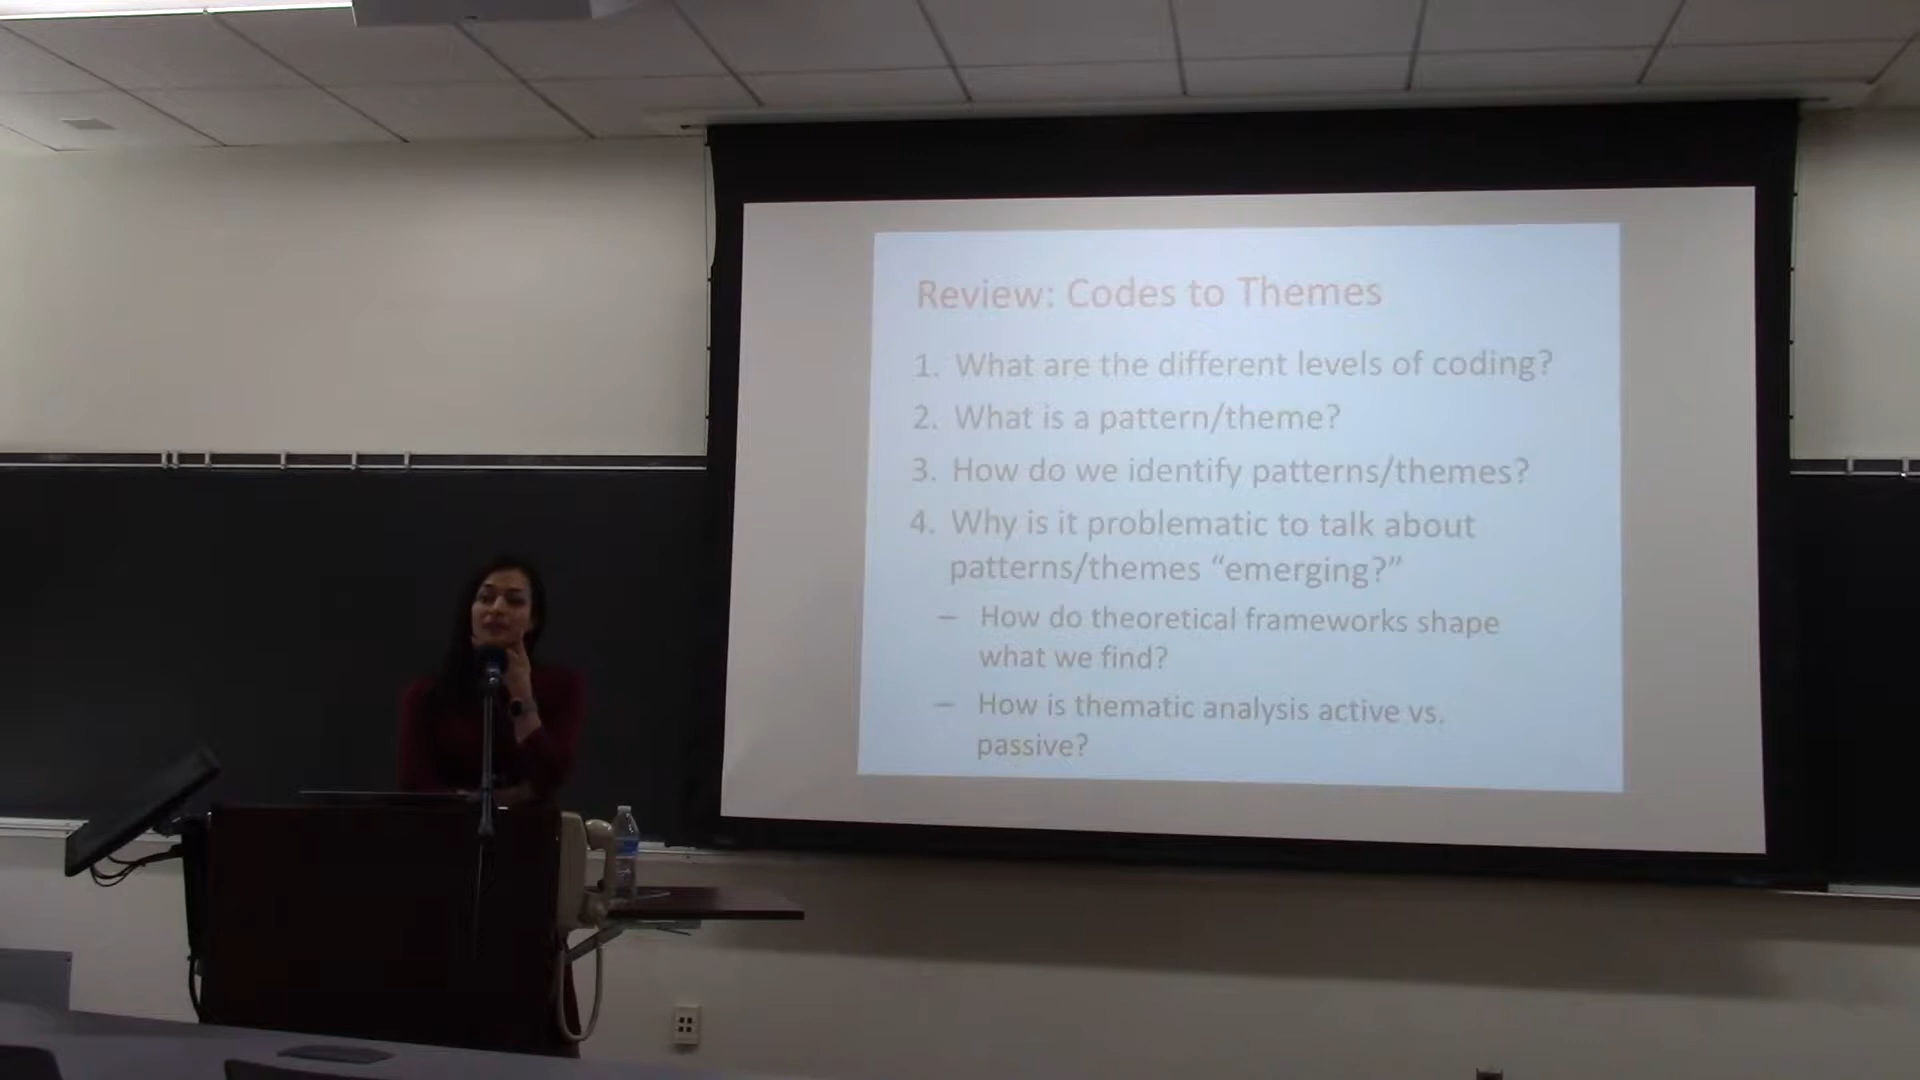 Review: Codes to Themes
1. What are the different levels of coding?
2. What is a pattern/theme?
3. How do we identify patterns/themes?
4. Why is it problematic to talk about
patterns/themes “emerging?”
– How do theoretical frameworks shape
what we find?
– How is thematic analysis active vs.
passive?